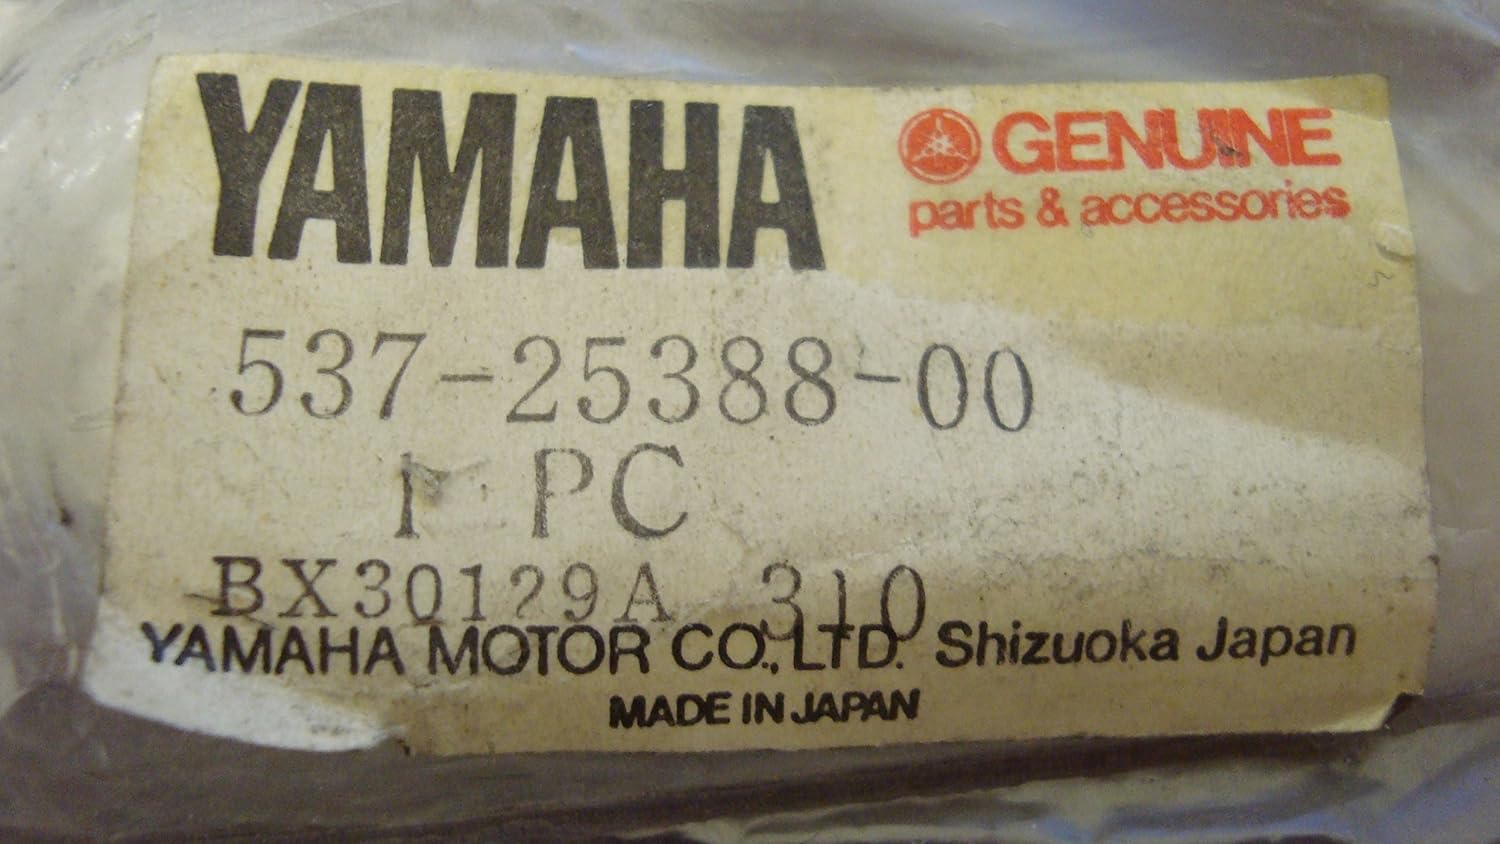 YAMAHA
GENUINE
parts & accessories
537-25388-00
1 PC
BX30129A 310
YAMAHA MOTOR CO., LTD. Shizuoka Japan
MADE IN JAPAN